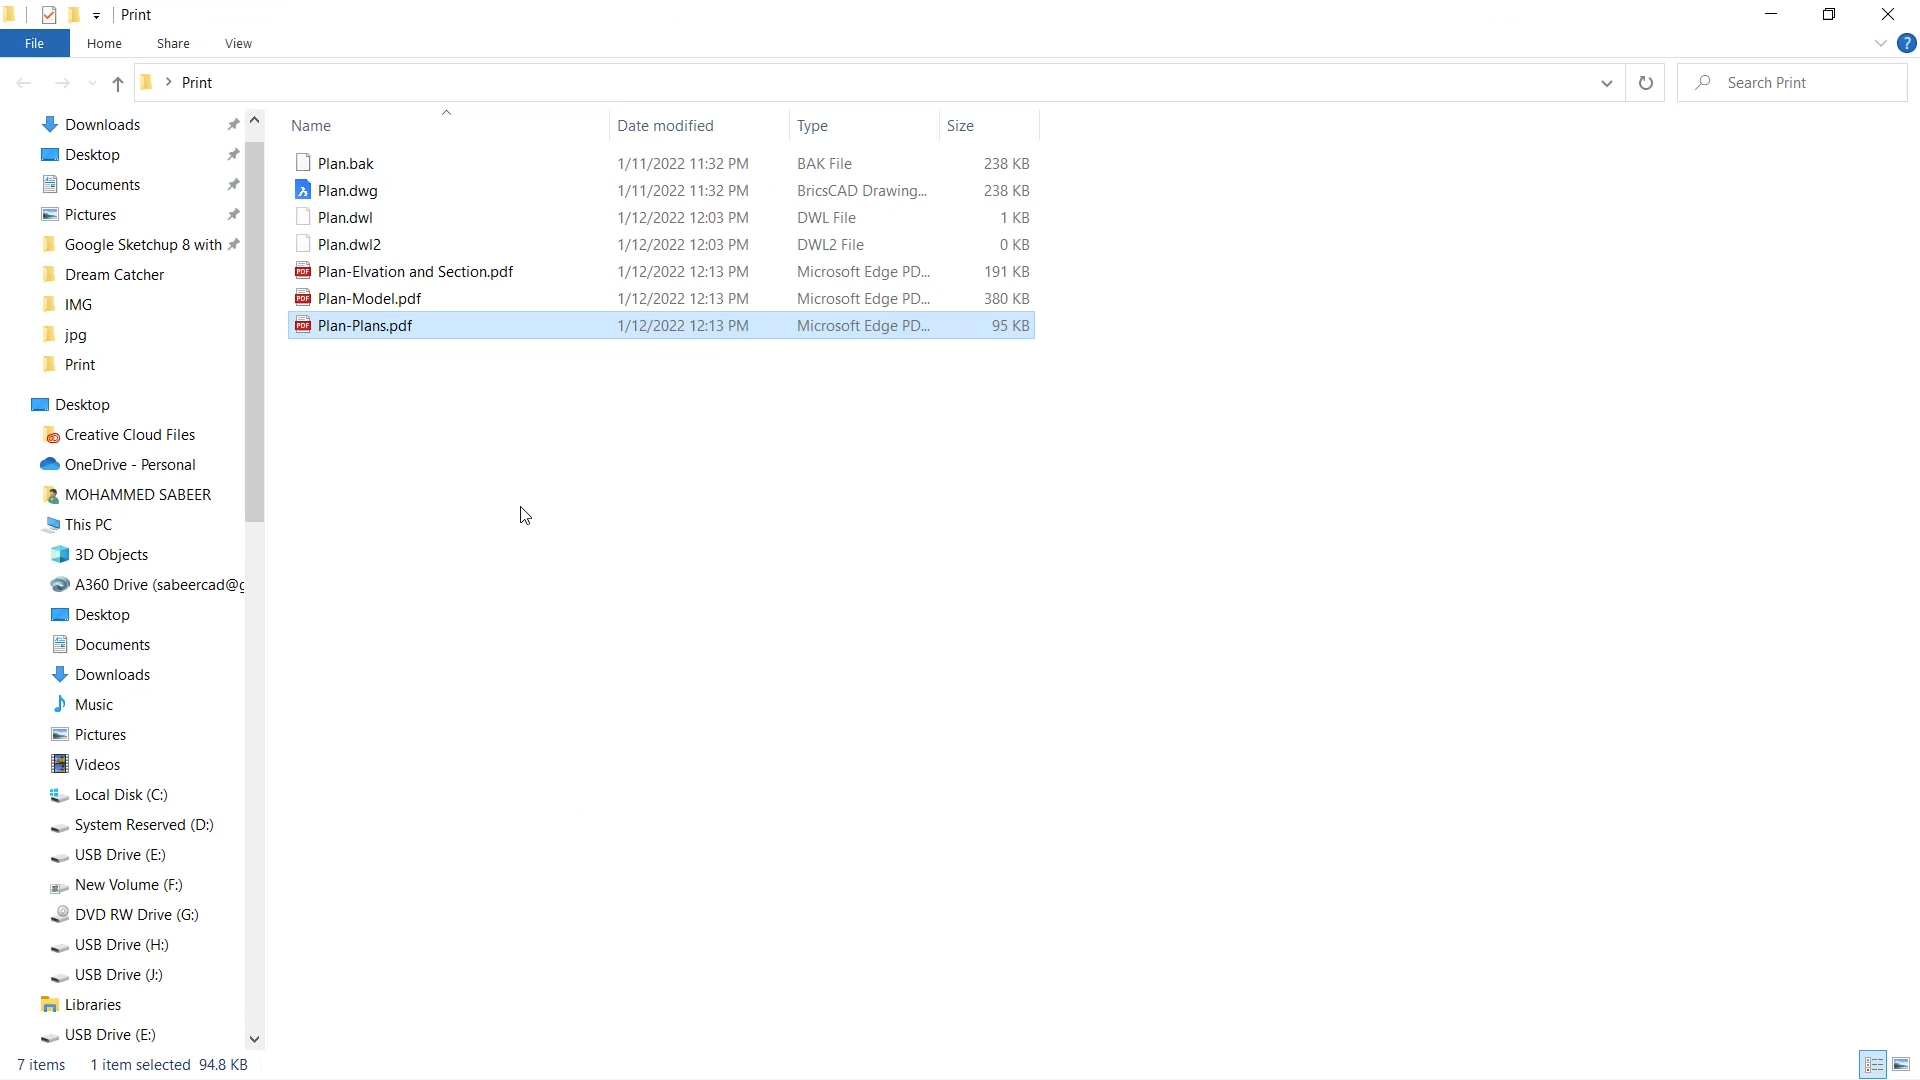 Print
File Home Share View
Print
Search Print
Name Date modified Type Size
Plan.bak 1/11/2022 11:32 PM BAK File 238 KB
Plan.dwg 1/11/2022 11:32 PM BricsCAD Drawing... 238 KB
Plan.dwl 1/12/2022 12:03 PM DWL File 1 KB
Plan.dwl2 1/12/2022 12:03 PM DWL2 File 0 KB
PDF Plan-Elvation and Section.pdf 1/12/2022 12:13 PM Microsoft Edge PD... 191 KB
PDF Plan-Model.pdf 1/12/2022 12:13 PM Microsoft Edge PD... 380 KB
PDF Plan-Plans.pdf 1/12/2022 12:13 PM Microsoft Edge PD... 95 KB
Downloads
Desktop
Documents
Pictures
Google Sketchup 8 with
Dream Catcher
IMG
jpg
Print
Desktop
Creative Cloud Files
OneDrive - Personal
MOHAMMED SABEER
This PC
3D Objects
A360 Drive (sabeercad@g
Desktop
Documents
Downloads
Music
Pictures
Videos
Local Disk (C:)
System Reserved (D:)
USB Drive (E:)
New Volume (F:)
DVD RW Drive (G:)
USB Drive (H:)
USB Drive (J:)
Libraries
USB Drive (E:)
7 items 1 item selected 94.8 KB